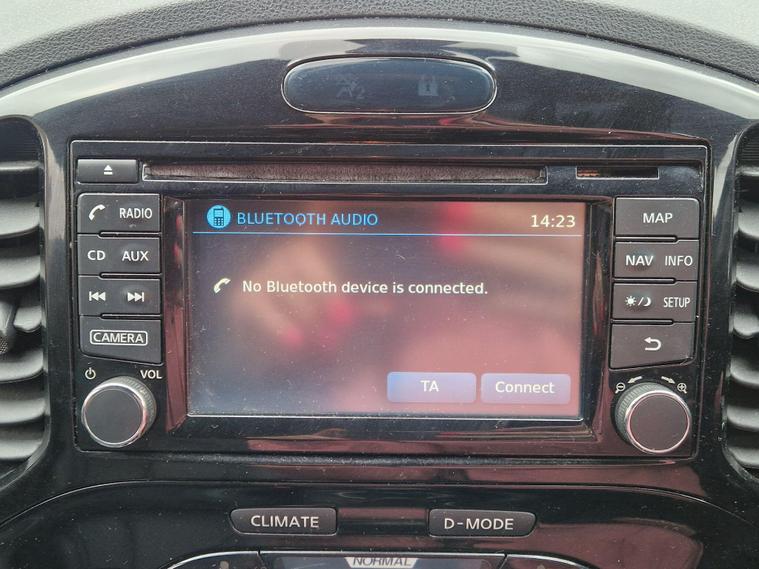 BLUETOOTH AUDIO
14:23
No Bluetooth device is connected.
TA
Connect
RADIO
CD AUX
CAMERA
VOL
MAP
NAV INFO
SETUP
CLIMATE
D-MODE
NORMAL